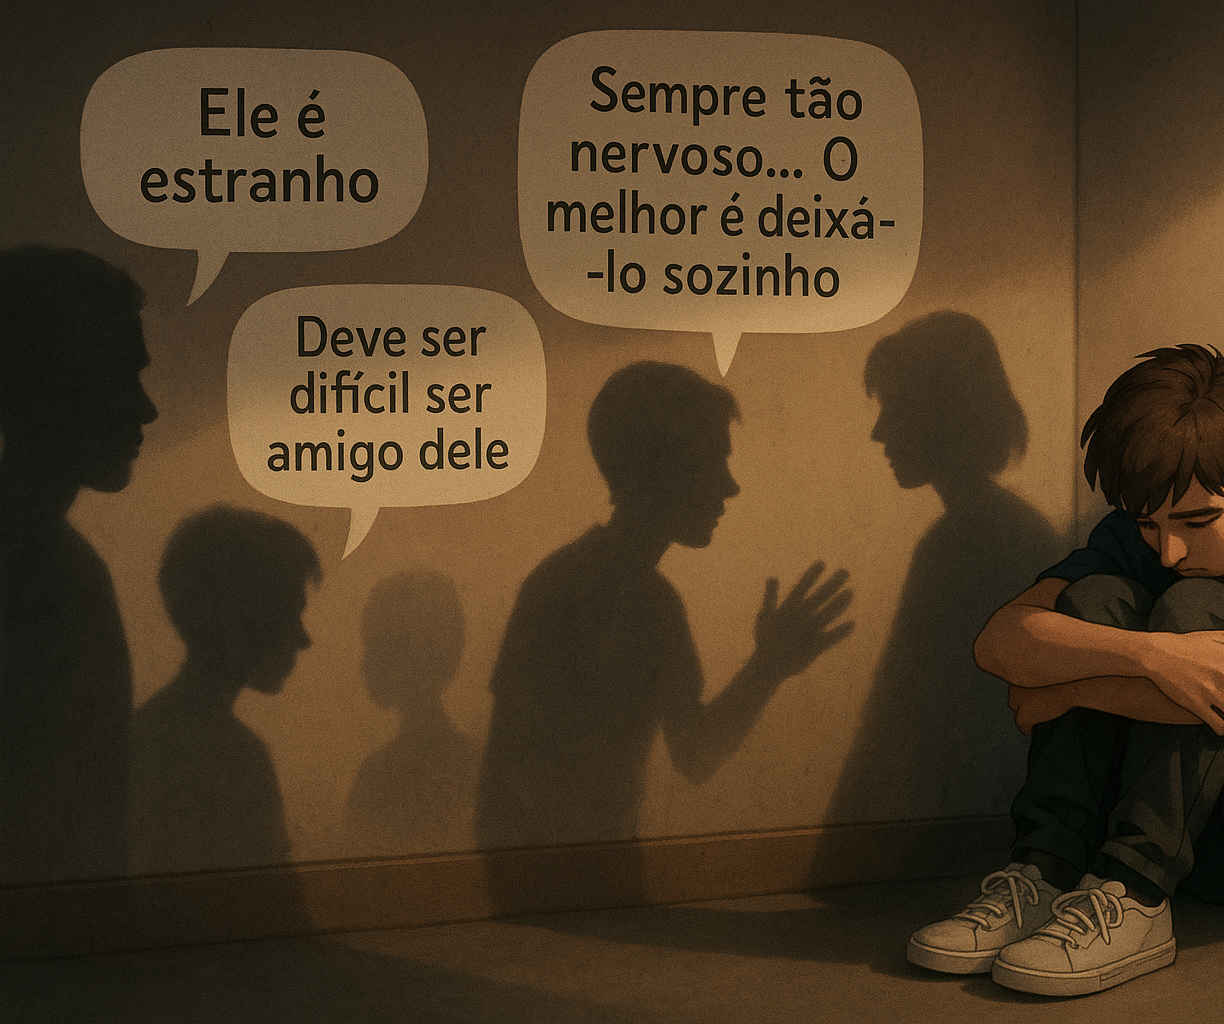 Ele é
estranho
Sempre tão
nervoso... O
melhor é deixá-
-lo sozinho
Deve ser
difícil ser
amigo dele